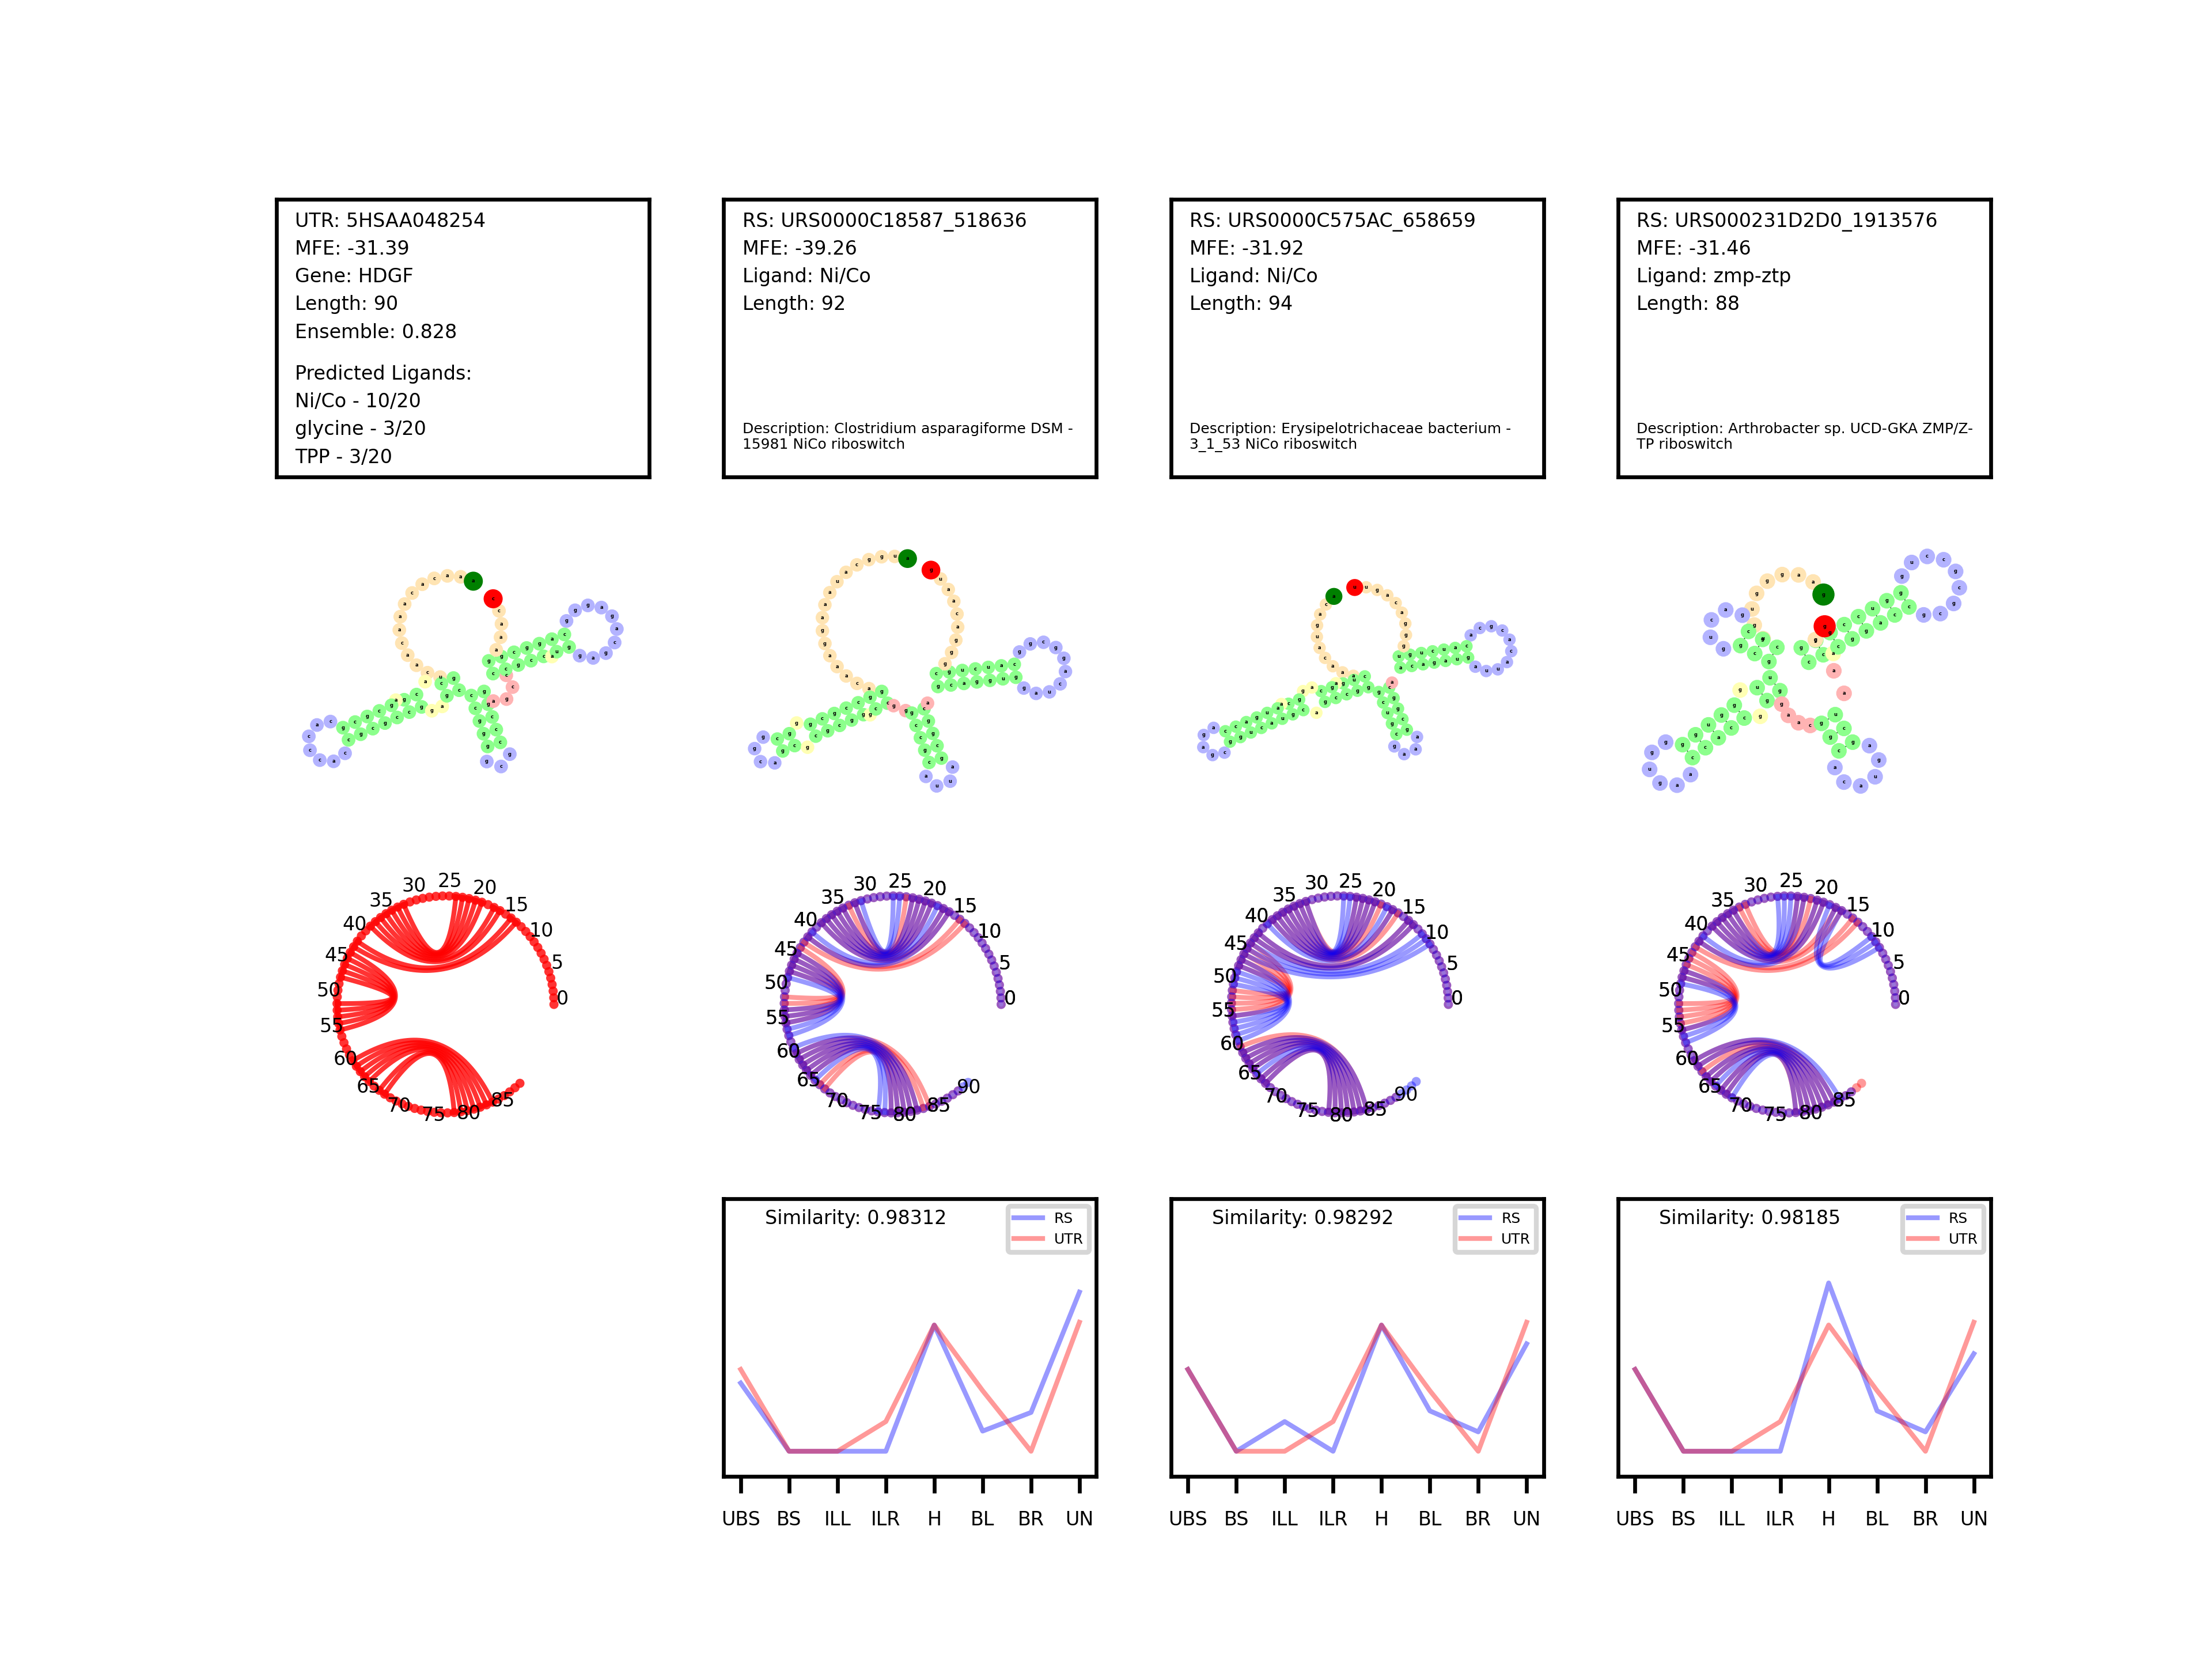 UTR: 5HSAA048254
MFE: -31.39
Gene: HDGF
Length: 90
Ensemble: 0.828
Predicted Ligands:
Ni/Co - 10/20
glycine - 3/20
TPP - 3/20
RS: URS0000C18587_518636
MFE: -39.26
Ligand: Ni/Co
Length: 92
Description: Clostridium asparagiforme DSM -
15981 NiCo riboswitch
RS: URS0000C575AC_658659
MFE: -31.92
Ligand: Ni/Co
Length: 94
Description: Erysipelotrichaceae bacterium -
3_1_53 NiCo riboswitch
RS: URS000231D2D0_1913576
MFE: -31.46
Ligand: zmp-ztp
Length: 88
Description: Arthrobacter sp. UCD-GKA ZMP/Z-
TP riboswitch
0
5
10
15
20
25
30
35
40
45
50
55
60
65
70
75
80
85
0
5
10
15
20
25
30
35
40
45
50
55
60
65
70
75
80
85
90
0
5
10
15
20
25
30
35
40
45
50
55
60
65
70
75
80
85
90
0
5
10
15
20
25
30
35
40
45
50
55
60
65
70
75
80
85
Similarity: 0.98312
RS
UTR
UBS BS ILL ILR H BL BR UN
Similarity: 0.98292
RS
UTR
UBS BS ILL ILR H BL BR UN
Similarity: 0.98185
RS
UTR
UBS BS ILL ILR H BL BR UN